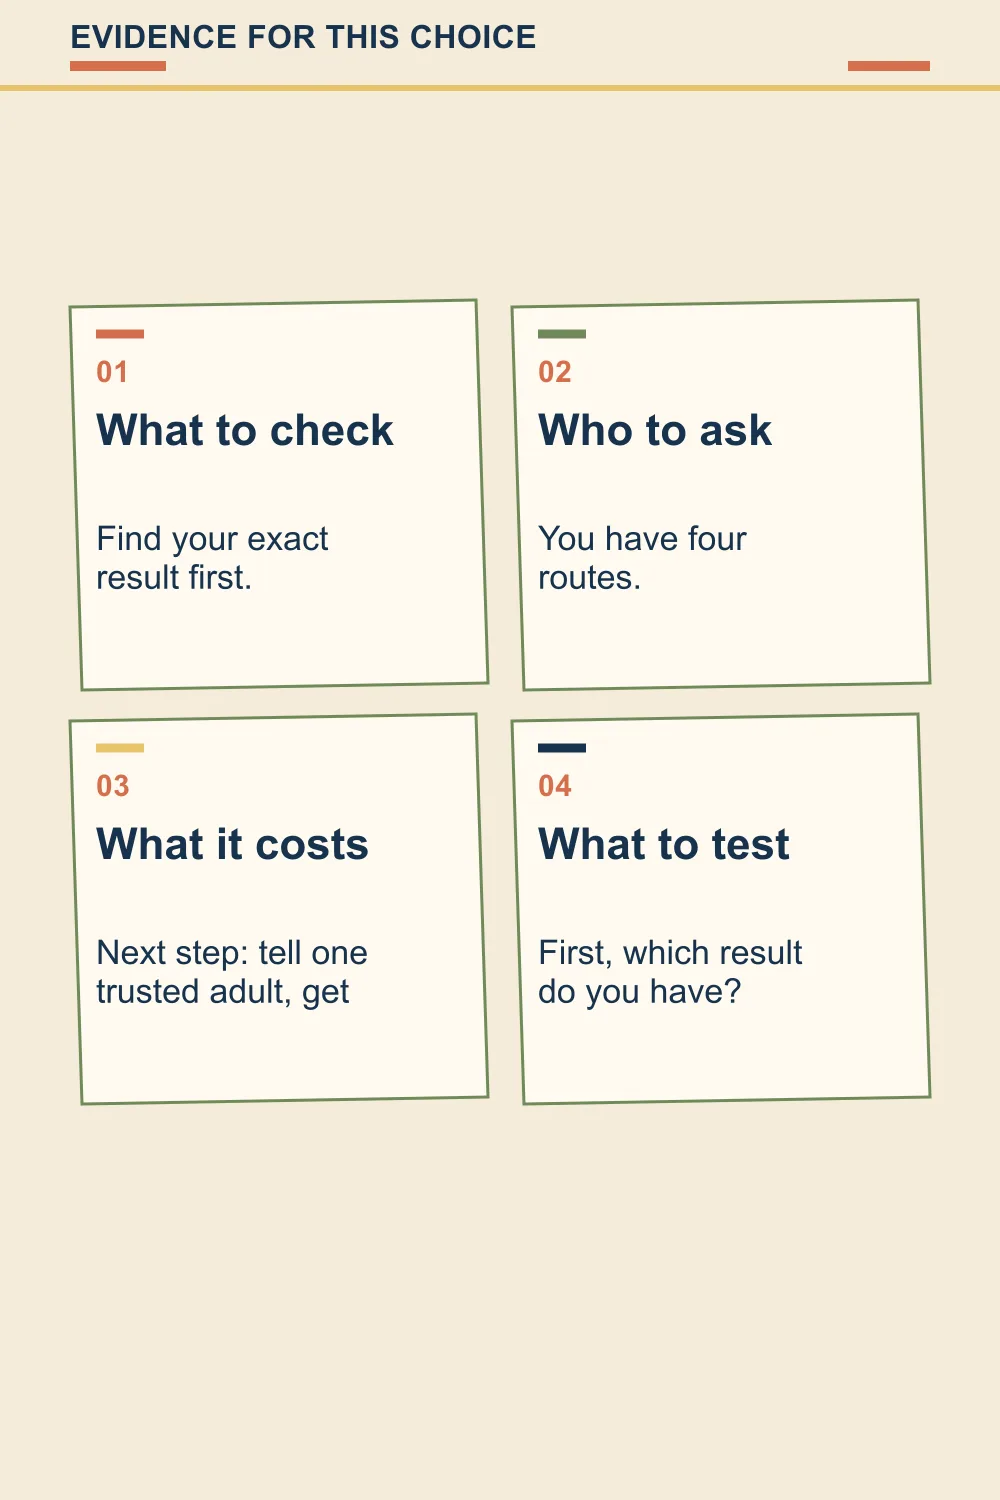 EVIDENCE FOR THIS CHOICE
01
What to check
Find your exact
result first.
02
Who to ask
You have four
routes.
03
What it costs
Next step: tell one
trusted adult, get
04
What to test
First, which result
do you have?